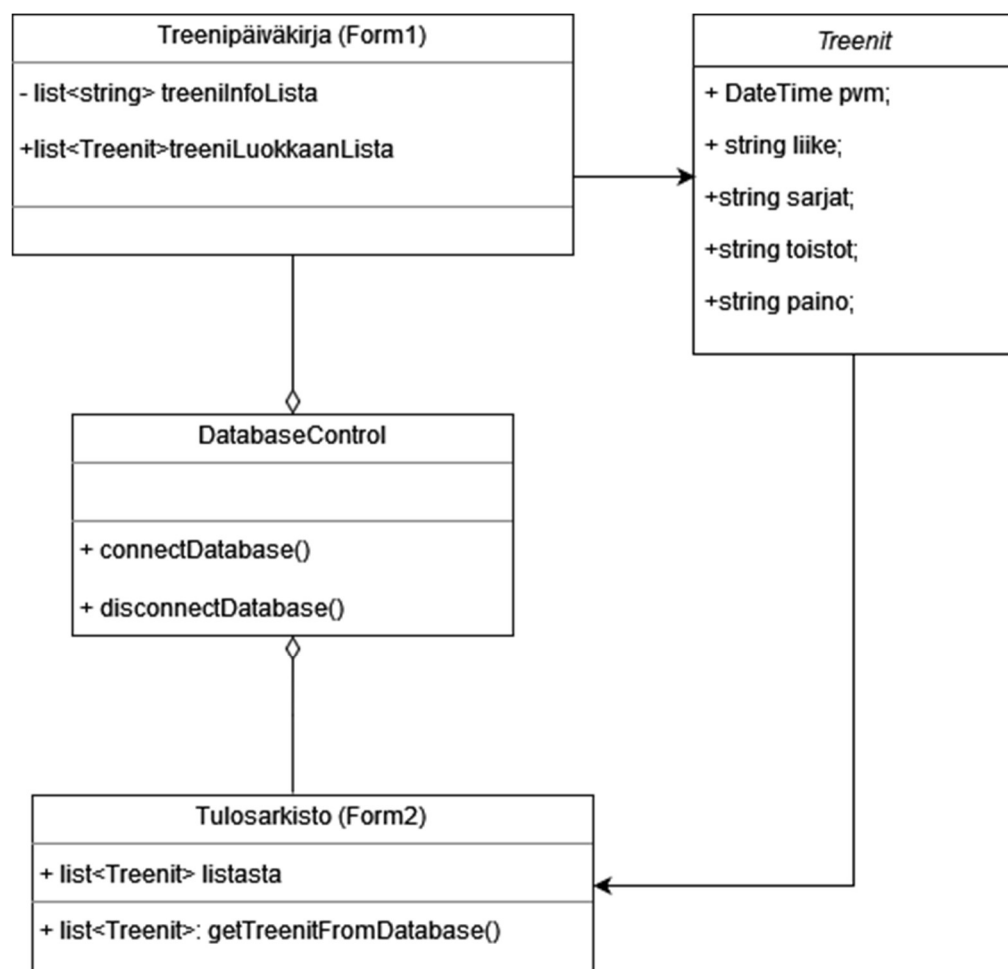 Treenipäiväkirja (Form1)
- list<string> treeniInfoLista
+list<Treenit>treeniLuokkaanLista
Treenit
+ DateTime pvm;
+ string liike;
+string sarjat;
+string toistot;
+string paino;
DatabaseControl
+ connectDatabase()
+ disconnectDatabase()
Tulosarkisto (Form2)
+ list<Treenit> listasta
+ list<Treenit>: getTreenitFromDatabase()